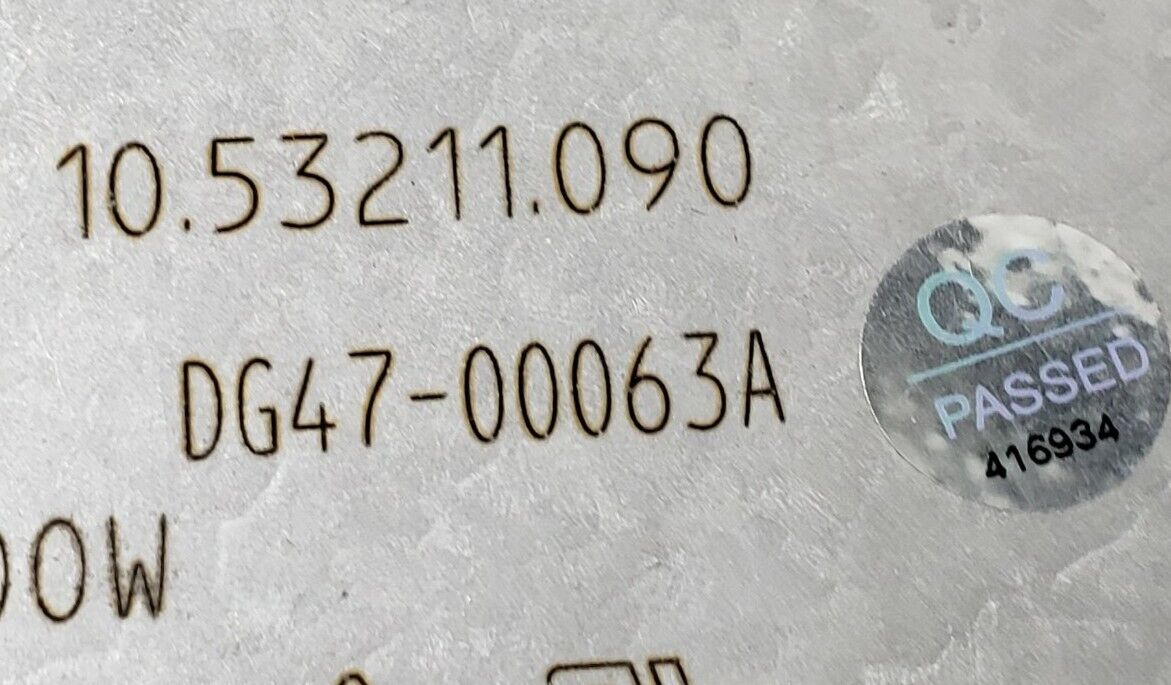 10.53211.090
DG47-00063A
QC
PASSED
416934
00W